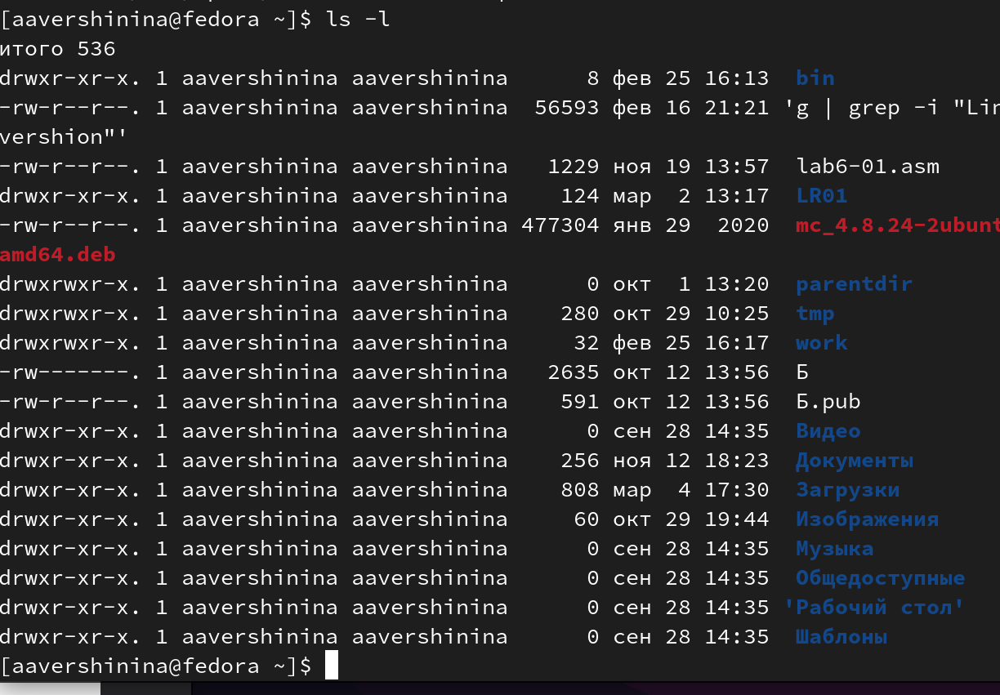 [aavershinina@fedora ~]$ ls -l
итого 536
drwxr-xr-x. 1 aavershinina aavershinina      8 фев 25 16:13  bin
-rw-r--r--. 1 aavershinina aavershinina  56593 фев 16 21:21 'g | grep -i "Lin
vershion"'
-rw-r--r--. 1 aavershinina aavershinina   1229 ноя 19 13:57  lab6-01.asm
drwxr-xr-x. 1 aavershinina aavershinina    124 мар  2 13:17  LR01
-rw-r--r--. 1 aavershinina aavershinina 477304 янв 29  2020  mc_4.8.24-2ubunt
amd64.deb
drwxrwxr-x. 1 aavershinina aavershinina      0 окт  1 13:20  parentdir
drwxrwxr-x. 1 aavershinina aavershinina    280 окт 29 10:25  tmp
drwxrwxr-x. 1 aavershinina aavershinina     32 фев 25 16:17  work
-rw-------. 1 aavershinina aavershinina   2635 окт 12 13:56  Б
-rw-r--r--. 1 aavershinina aavershinina    591 окт 12 13:56  Б.pub
drwxr-xr-x. 1 aavershinina aavershinina      0 сен 28 14:35  Видео
drwxr-xr-x. 1 aavershinina aavershinina    256 ноя 12 18:23  Документы
drwxr-xr-x. 1 aavershinina aavershinina    808 мар  4 17:30  Загрузки
drwxr-xr-x. 1 aavershinina aavershinina     60 окт 29 19:44  Изображения
drwxr-xr-x. 1 aavershinina aavershinina      0 сен 28 14:35  Музыка
drwxr-xr-x. 1 aavershinina aavershinina      0 сен 28 14:35  Общедоступные
drwxr-xr-x. 1 aavershinina aavershinina      0 сен 28 14:35 'Рабочий стол'
drwxr-xr-x. 1 aavershinina aavershinina      0 сен 28 14:35  Шаблоны
[aavershinina@fedora ~]$